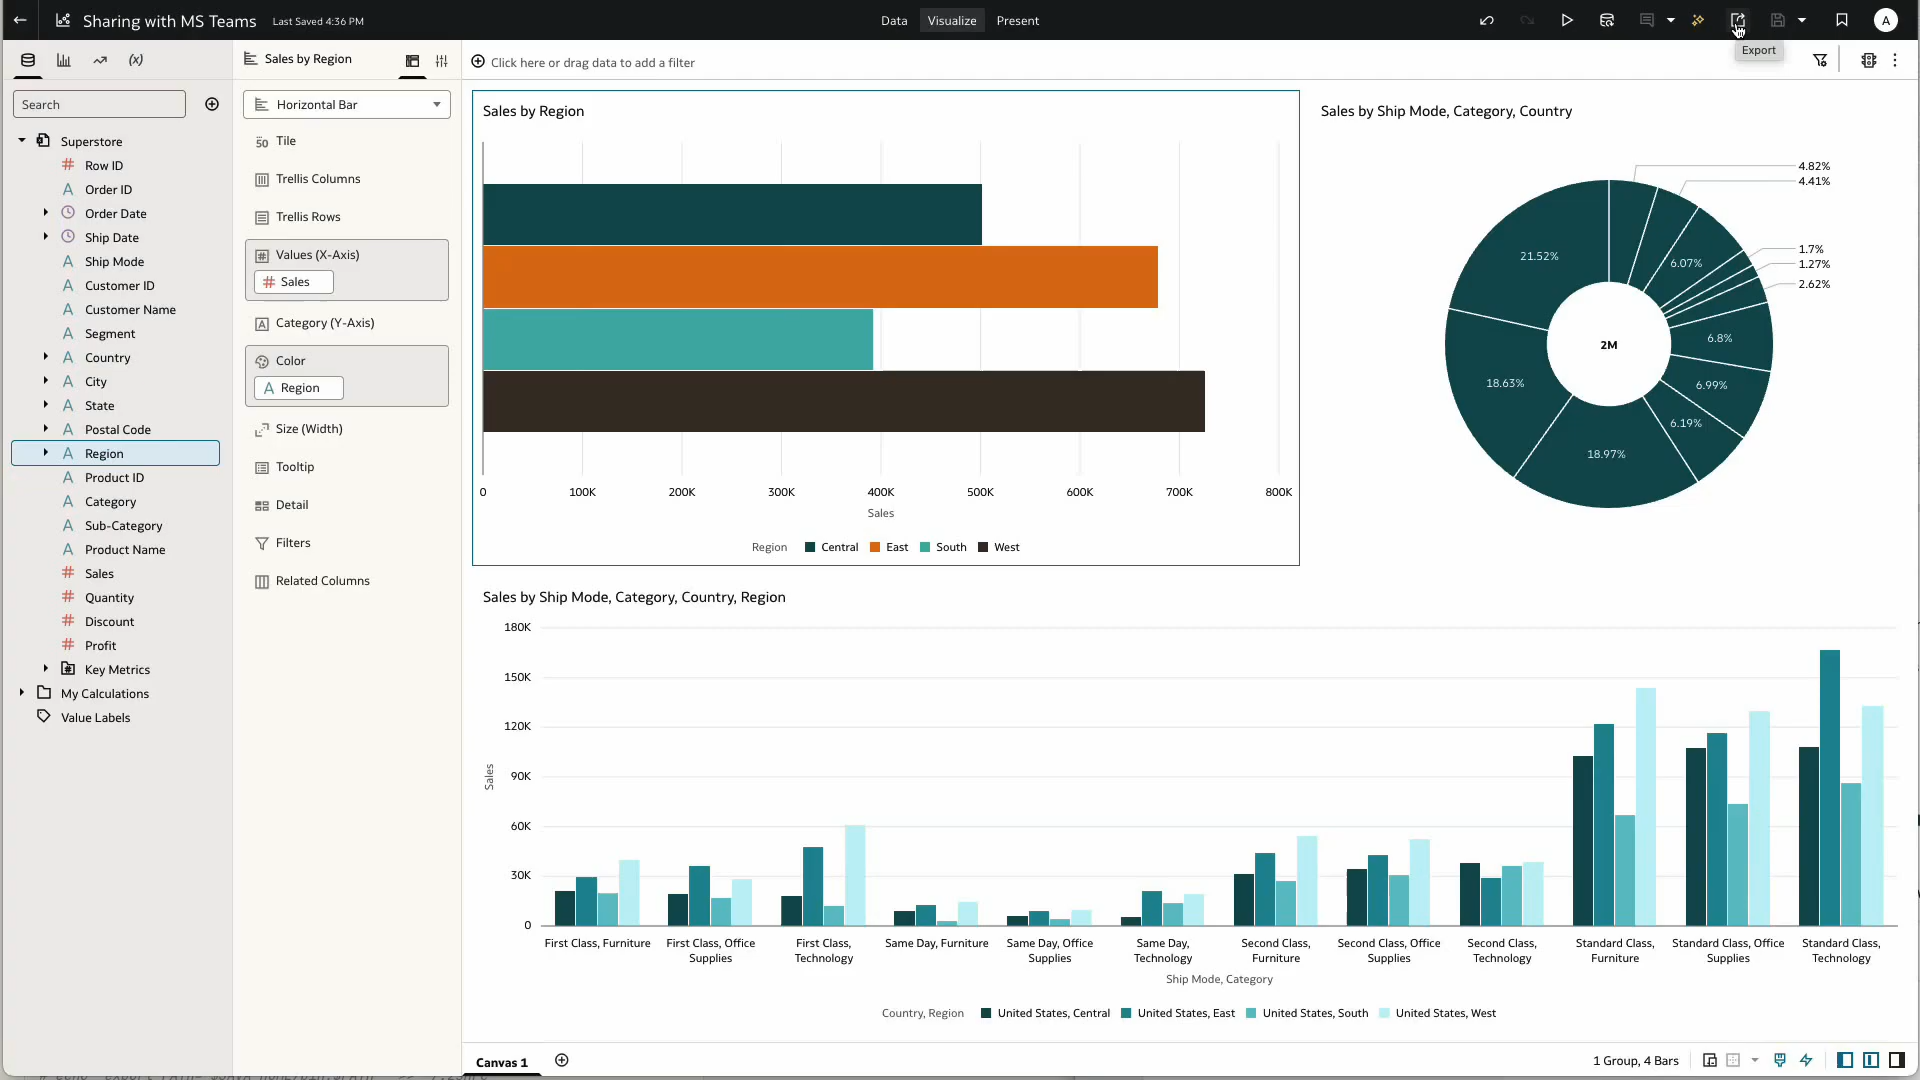 Sharing with MS Teams
Last Saved 4:36 PM
Data
Visualize
Present
A
Export
Sales by Region
Click here or drag data to add a filter
Search
Superstore
Row ID
Order ID
Order Date
Ship Date
Ship Mode
Customer ID
Customer Name
Segment
Country
City
State
Postal Code
Region
Product ID
Category
Sub-Category
Product Name
Sales
Quantity
Discount
Profit
Key Metrics
My Calculations
Value Labels
Horizontal Bar
Tile
Trellis Columns
Trellis Rows
Values (X-Axis)
Sales
Category (Y-Axis)
Color
Region
Size (Width)
Tooltip
Detail
Filters
Related Columns
Sales by Region
0 100K 200K 300K 400K 500K 600K 700K 800K
Sales
Region Central East South West
Sales by Ship Mode, Category, Country
4.82%
4.41%
6.07%
1.7%
1.27%
2.62%
6.8%
6.99%
6.19%
18.97%
18.63%
21.52%
2M
Sales by Ship Mode, Category, Country, Region
180K
150K
120K
90K
60K
30K
0
Sales
First Class, Furniture
First Class, Office
Supplies
First Class,
Technology
Same Day, Furniture
Same Day, Office
Supplies
Same Day,
Technology
Second Class,
Furniture
Second Class, Office
Supplies
Second Class,
Technology
Standard Class,
Furniture
Standard Class, Office
Supplies
Standard Class,
Technology
Ship Mode, Category
Country, Region United States, Central United States, East United States, South United States, West
Canvas 1
1 Group, 4 Bars